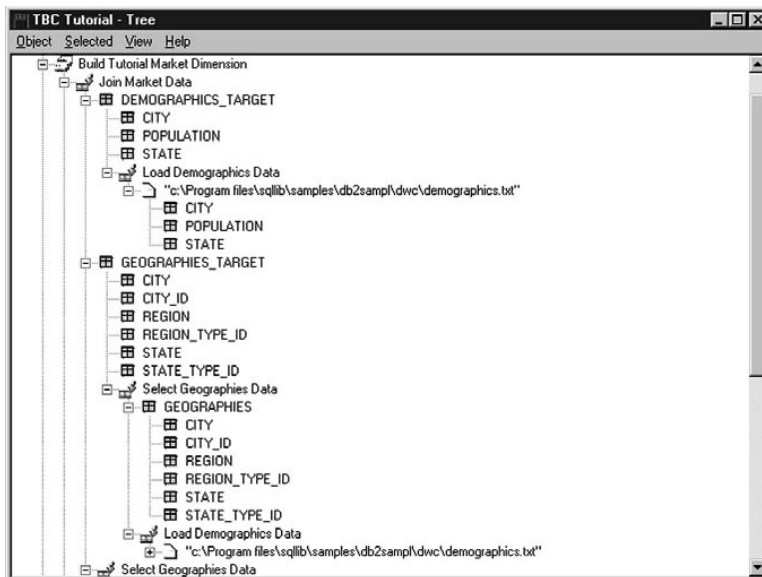 TBC Tutorial - Tree
Object Selected View Help
Build Tutorial Market Dimension
Join Market Data
DEMOGRAPHICS_TARGET
CITY
POPULATION
STATE
Load Demographics Data
"c:\Program files\sqllib\samples\db2sampl\dwc\demographics.txt"
CITY
POPULATION
STATE
GEOGRAPHIES_TARGET
CITY
CITY_ID
REGION
REGION_TYPE_ID
STATE
STATE_TYPE_ID
Select Geographies Data
GEOGRAPHIES
CITY
CITY_ID
REGION
REGION_TYPE_ID
STATE
STATE_TYPE_ID
Load Demographics Data
"c:\Program files\sqllib\samples\db2sampl\dwc\demographics.txt"
Select Geographies Data